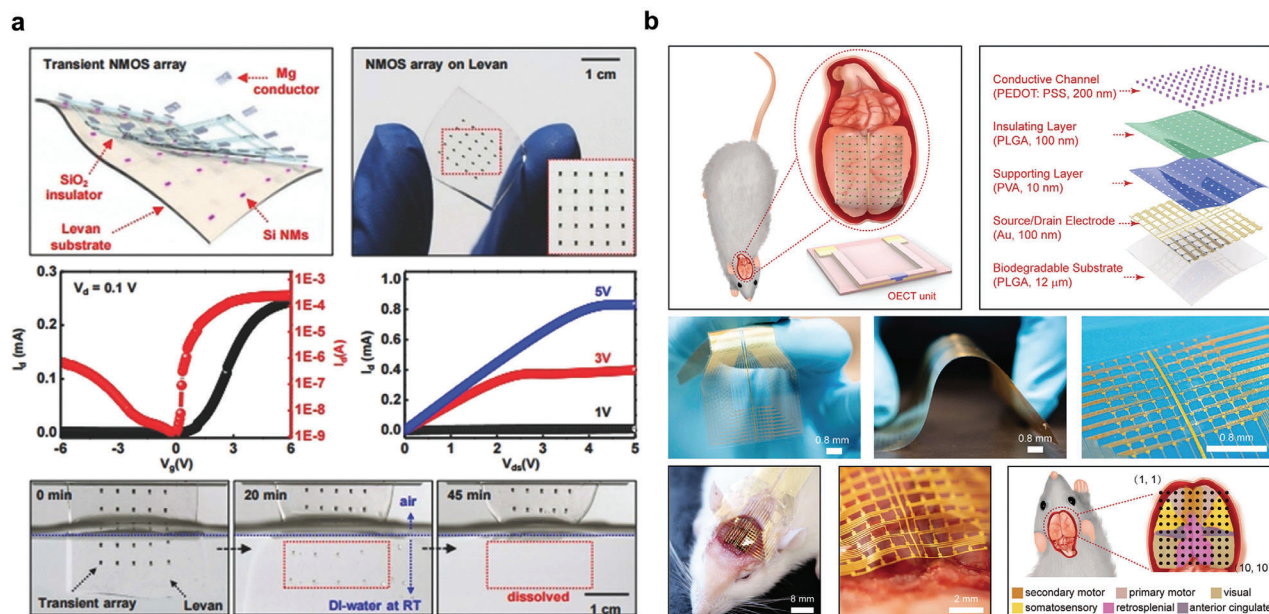 a
Transient NMOS array
Mg
conductor
SiO2
insulator
Levan
substrate
Si NMs
NMOS array on Levan
1 cm
0.3
0.2
0.1
0.0
Id (mA)
Vd = 0.1 V
1E-3
1E-4
1E-5
1E-6
1E-7
1E-8
1E-9
Id (A)
-6
-3
0
3
6
Vg(V)
1.0
0.8
0.6
0.4
0.2
0.0
Id (mA)
5V
3V
1V
0
1
2
3
4
5
Vds(V)
0 min
Transient array
Levan
20 min
air
DI-water at RT
45 min
dissolved
1 cm
b
OECT unit
Conductive Channel
(PEDOT: PSS, 200 nm)
Insulating Layer
(PLGA, 100 nm)
Supporting Layer
(PVA, 10 nm)
Source/Drain Electrode
(Au, 100 nm)
Biodegradable Substrate
(PLGA, 12 μm)
0.8 mm
0.8 mm
0.8 mm
8 mm
2 mm
(1, 1)
10, 10)
secondary motor
primary motor
visual
somatosensory
retrosplenial
anterior cingulate